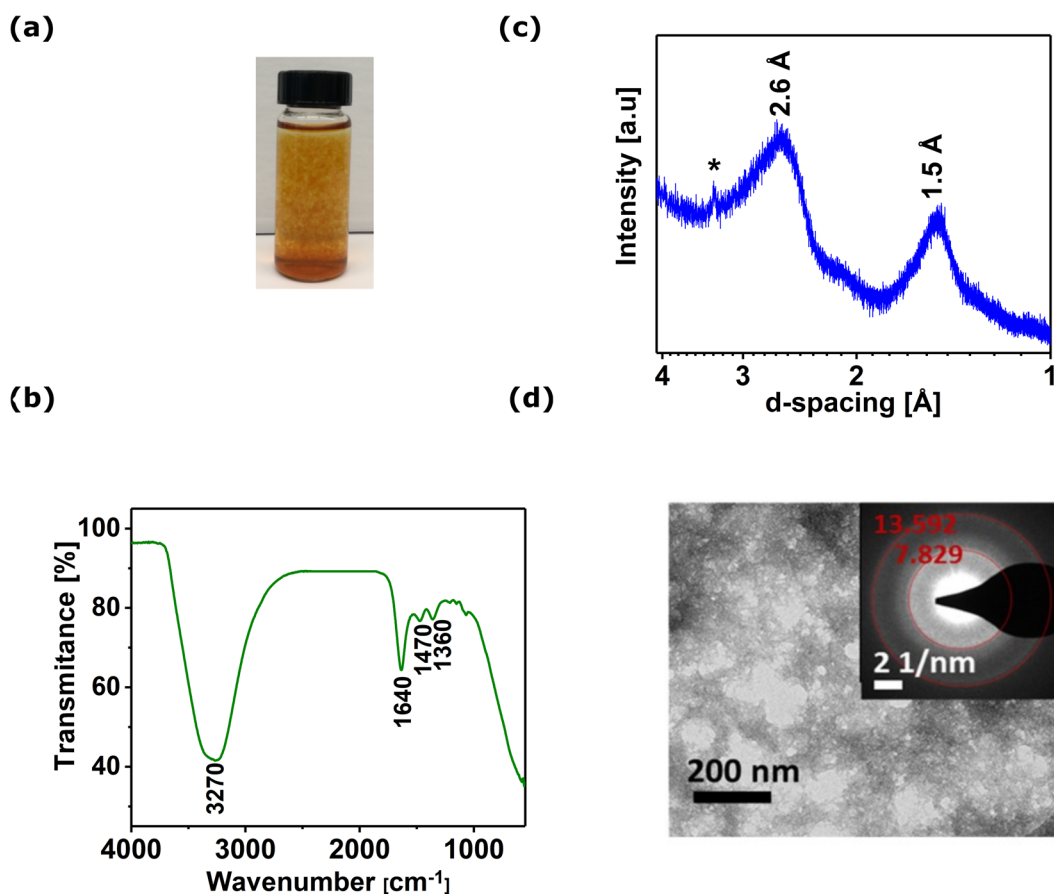 (a)
(c)
Intensity [a.u]
*
2.6 Å
1.5 Å
4 3 2 1
d-spacing [Å]
(b)
(d)
Transmitance [%]
100
80
60
40
3270
1640
1470
1360
4000 3000 2000 1000
Wavenumber [cm-1]
13.592
7.829
2 1/nm
200 nm